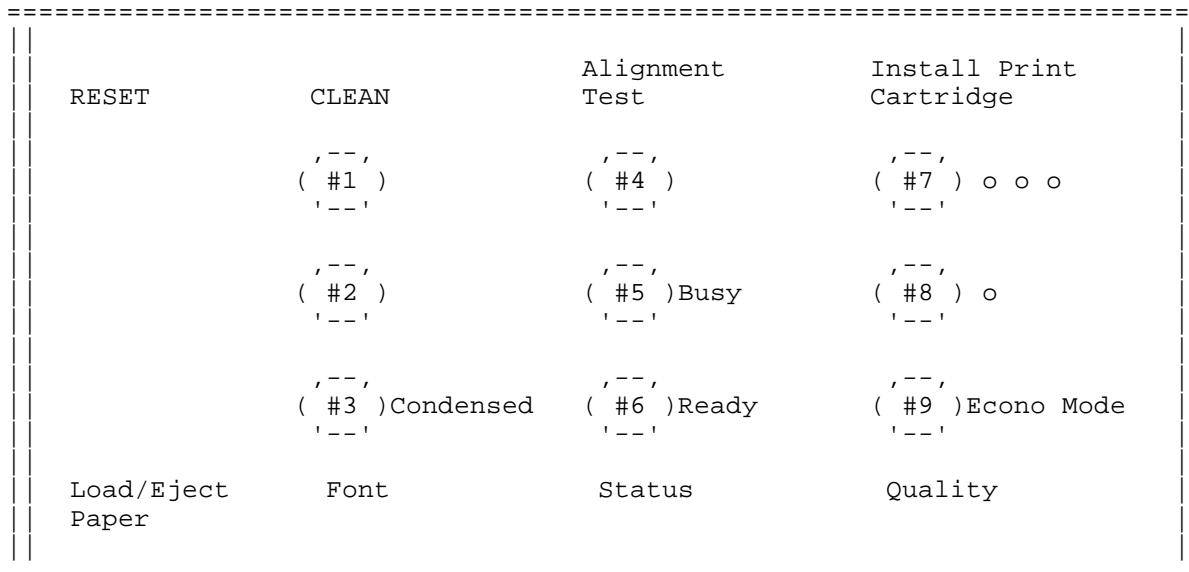 ==========================================================================
||                                                                        |
||                                  Alignment         Install Print       |
||  RESET          CLEAN            Test              Cartridge           |
||                                                                        |
||                 ,--,              ,--,              ,--,               |
||                ( #1 )            ( #4 )            ( #7 ) o o o        |
||                 '--'              '--'              '--'               |
||                                                                        |
||                 ,--,              ,--,              ,--,               |
||                ( #2 )            ( #5 )Busy        ( #8 ) o            |
||                 '--'              '--'              '--'               |
||                                                                        |
||                 ,--,              ,--,              ,--,               |
||                ( #3 )Condensed   ( #6 )Ready       ( #9 )Econo Mode    |
||                 '--'              '--'              '--'               |
||                                                                        |
||  Load/Eject      Font             Status            Quality            |
||  Paper                                                                 |
||                                                                        |